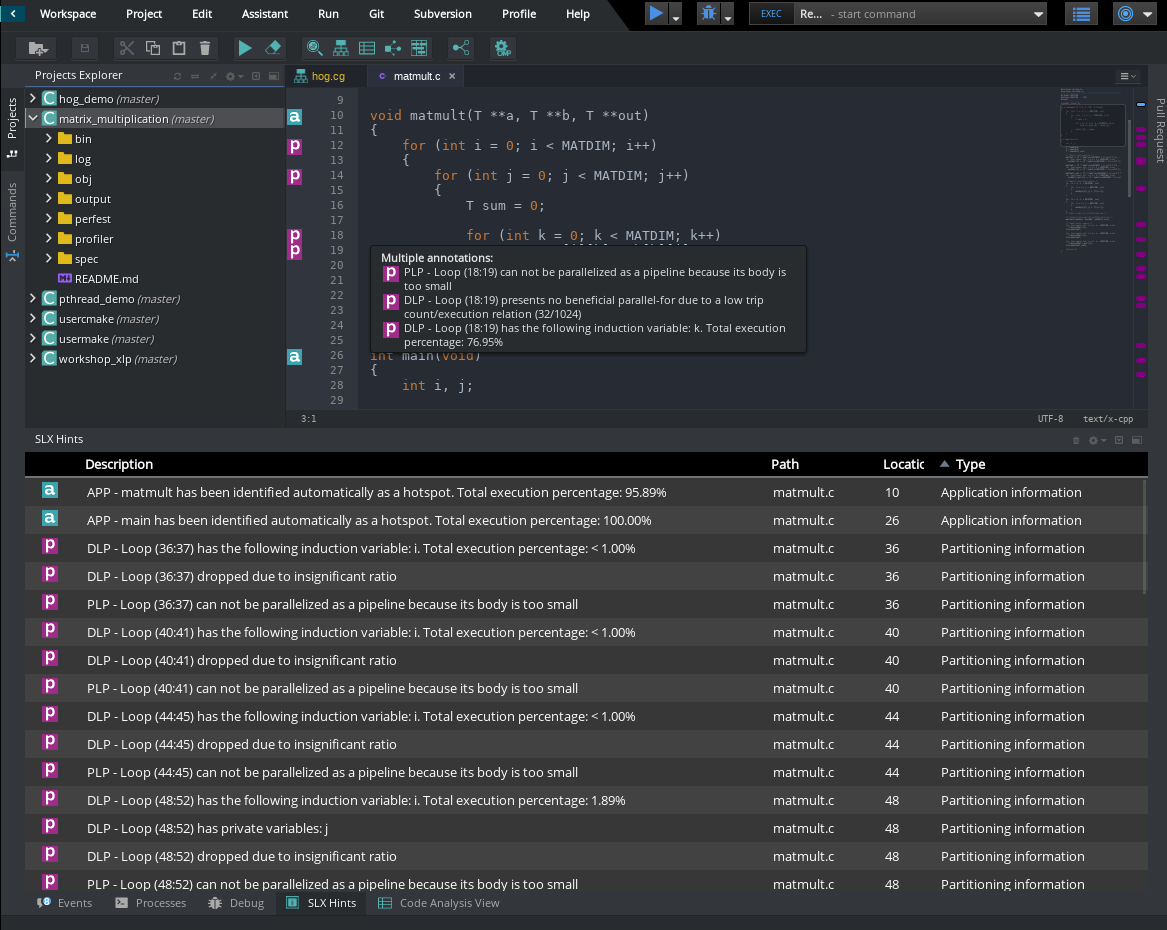 Workspace Project Edit Assistant Run Git Subversion Profile Help EXEC Re... - start command
Projects Explorer
hog.cg matmult.c
Projects
Commands
Pull Request
hog_demo (master)
matrix_multiplication (master)
bin
log
obj
output
perfest
profiler
spec
README.md
pthread_demo (master)
usercmake (master)
usermake (master)
workshop_xlp (master)
9
a 10 void matmult(T **a, T **b, T **out)
11 {
p 12 for (int i = 0; i < MATDIM; i++)
13 {
p 14 for (int j = 0; j < MATDIM; j++)
15 {
16 T sum = 0;
17
p 18 for (int k = 0; k < MATDIM; k++)
p 19
20
21
22
23
24
25
Multiple annotations:
p PLP - Loop (18:19) can not be parallelized as a pipeline because its body is
too small
p DLP - Loop (18:19) presents no beneficial parallel-for due to a low trip
count/execution relation (32/1024)
p DLP - Loop (18:19) has the following induction variable: k. Total execution
percentage: 76.95%
a 26 int main(void)
27 {
28 int i, j;
29
3:1 UTF-8 text/x-cpp
SLX Hints
Description Path Locatic Type
a APP - matmult has been identified automatically as a hotspot. Total execution percentage: 95.89% matmult.c 10 Application information
a APP - main has been identified automatically as a hotspot. Total execution percentage: 100.00% matmult.c 26 Application information
p DLP - Loop (36:37) has the following induction variable: i. Total execution percentage: < 1.00% matmult.c 36 Partitioning information
p DLP - Loop (36:37) dropped due to insignificant ratio matmult.c 36 Partitioning information
p PLP - Loop (36:37) can not be parallelized as a pipeline because its body is too small matmult.c 36 Partitioning information
p DLP - Loop (40:41) has the following induction variable: i. Total execution percentage: < 1.00% matmult.c 40 Partitioning information
p DLP - Loop (40:41) dropped due to insignificant ratio matmult.c 40 Partitioning information
p PLP - Loop (40:41) can not be parallelized as a pipeline because its body is too small matmult.c 40 Partitioning information
p DLP - Loop (44:45) has the following induction variable: i. Total execution percentage: < 1.00% matmult.c 44 Partitioning information
p DLP - Loop (44:45) dropped due to insignificant ratio matmult.c 44 Partitioning information
p PLP - Loop (44:45) can not be parallelized as a pipeline because its body is too small matmult.c 44 Partitioning information
p DLP - Loop (48:52) has the following induction variable: i. Total execution percentage: 1.89% matmult.c 48 Partitioning information
p DLP - Loop (48:52) has private variables: j matmult.c 48 Partitioning information
p DLP - Loop (48:52) dropped due to insignificant ratio matmult.c 48 Partitioning information
p PLP - Loop (48:52) can not be parallelized as a pipeline because its body is too small matmult.c 48 Partitioning information
Events Processes Debug SLX Hints Code Analysis View